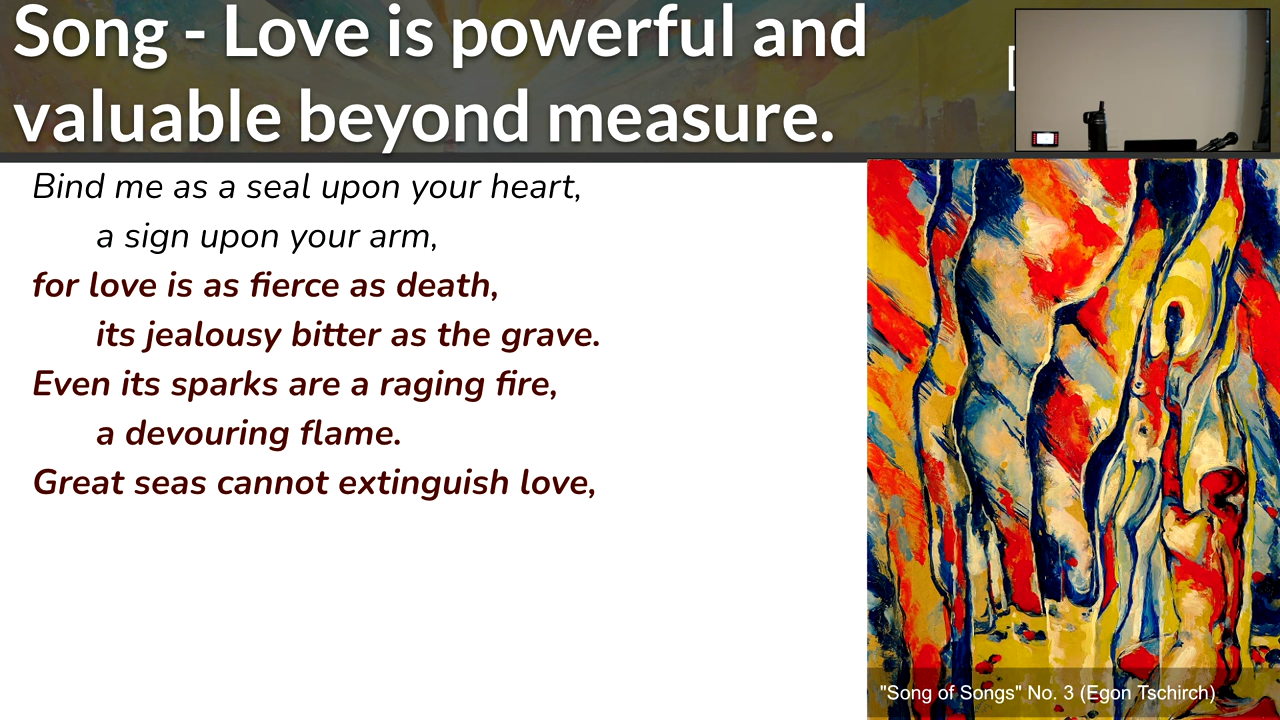 Song - Love is powerful and
valuable beyond measure.
Bind me as a seal upon your heart,
a sign upon your arm,
for love is as fierce as death,
its jealousy bitter as the grave.
Even its sparks are a raging fire,
a devouring flame.
Great seas cannot extinguish love,
"Song of Songs" No. 3 (Egon Tschirch)